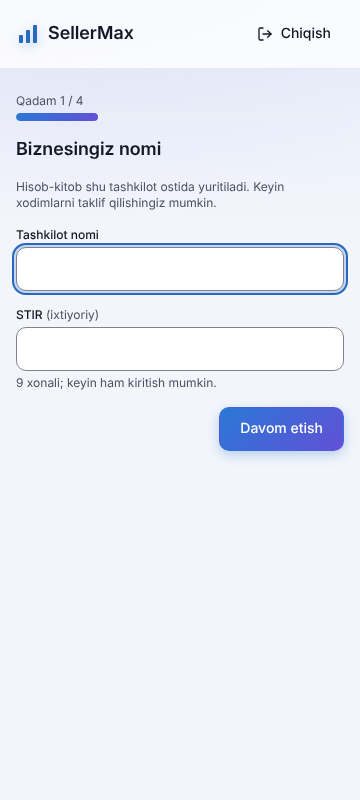 SellerMax
Chiqish
Qadam 1 / 4
Biznesingiz nomi
Hisob-kitob shu tashkilot ostida yuritiladi. Keyin
xodimlarni taklif qilishingiz mumkin.
Tashkilot nomi
STIR (ixtiyoriy)
9 xonali; keyin ham kiritish mumkin.
Davom etish